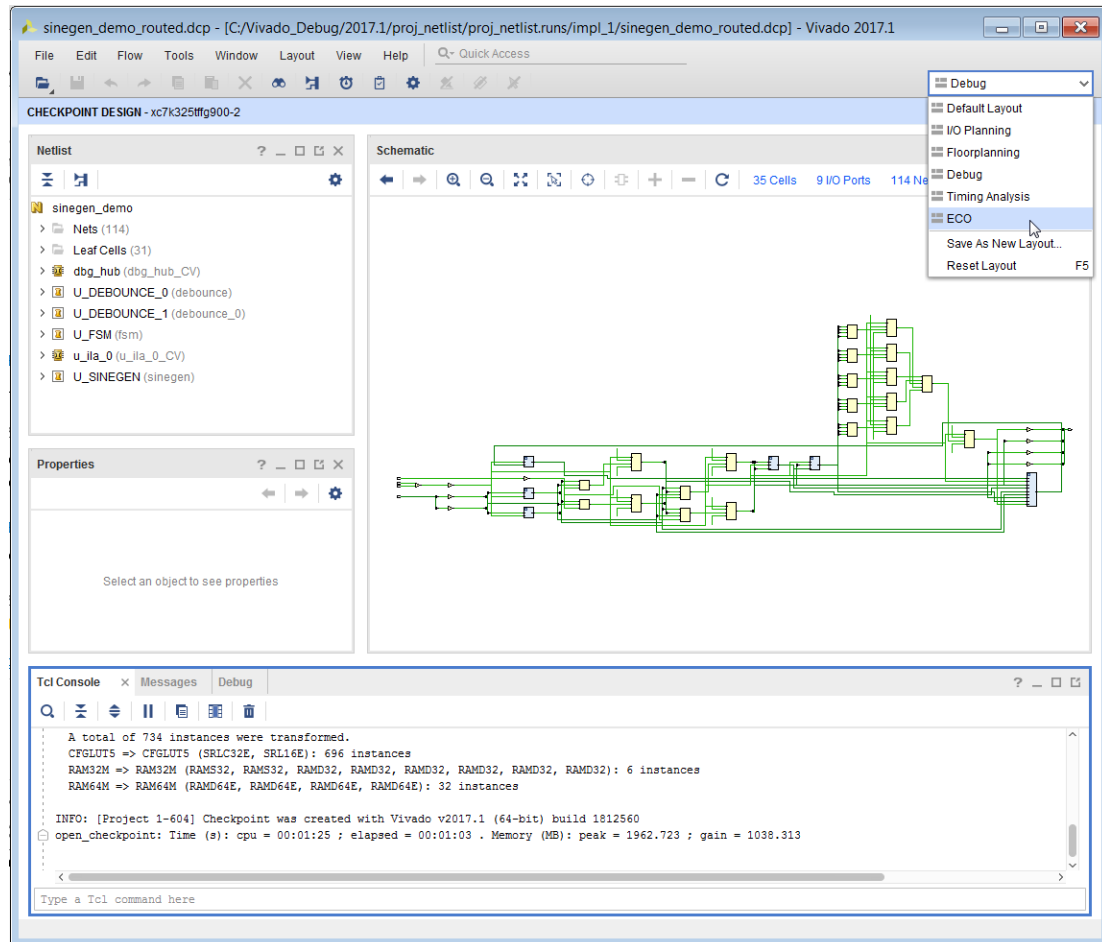 sinegen_demo_routed.dcp - [C:/Vivado_Debug/2017.1/proj_netlist/proj_netlist.runs/impl_1/sinegen_demo_routed.dcp] - Vivado 2017.1
File Edit Flow Tools Window Layout View Help Quick Access
Debug
CHECKPOINT DESIGN - xc7k325tffg900-2
Default Layout
I/O Planning
Floorplanning
Debug
Timing Analysis
ECO
Save As New Layout...
Reset Layout F5
Netlist
sinegen_demo
Nets (114)
Leaf Cells (31)
dbg_hub (dbg_hub_CV)
U_DEBOUNCE_0 (debounce)
U_DEBOUNCE_1 (debounce_0)
U_FSM (fsm)
u_ila_0 (u_ila_0_CV)
U_SINEGEN (sinegen)
Schematic
35 Cells 9 I/O Ports 114 Ne
Properties
Select an object to see properties
Tcl Console Messages Debug
A total of 734 instances were transformed.
CFGLUT5 => CFGLUT5 (SRLC32E, SRL16E): 696 instances
RAM32M => RAM32M (RAMS32, RAMS32, RAMD32, RAMD32, RAMD32, RAMD32, RAMD32, RAMD32): 6 instances
RAM64M => RAM64M (RAMD64E, RAMD64E, RAMD64E, RAMD64E): 32 instances
INFO: [Project 1-604] Checkpoint was created with Vivado v2017.1 (64-bit) build 1812560
open_checkpoint: Time (s): cpu = 00:01:25 ; elapsed = 00:01:03 . Memory (MB): peak = 1962.723 ; gain = 1038.313
Type a Tcl command here